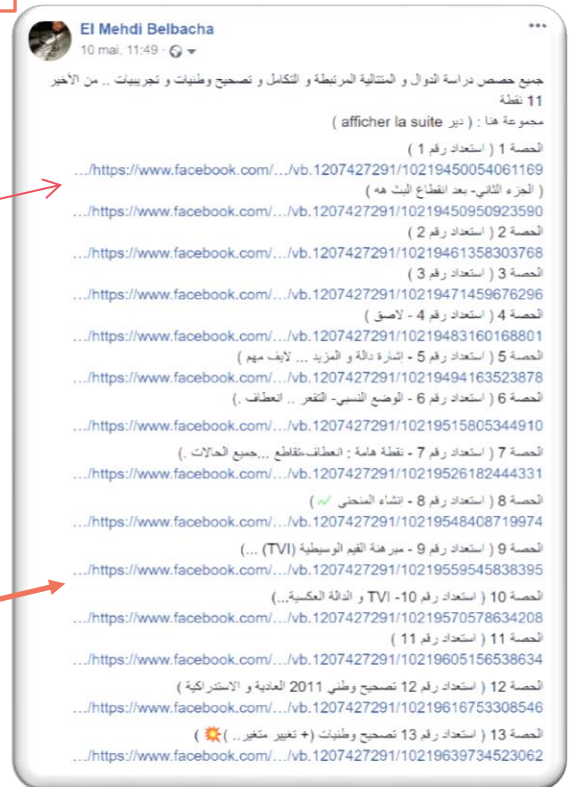 El Mehdi Belbacha
10 mai, 11:49
جميع حصص دراسة الدوال و المتتالية المرتبطة و التكامل و تصحيح وطنيات و تجريبيات .. من الأخير
11 نقطة
مجموعة هنا : ( دير afficher la suite )
الحصة 1 ( استعداد رقم 1 )
https://www.facebook.com/.../vb.1207427291/10219450054061169/...
( الجزء الثاني- بعد انقطاع البث هه )
https://www.facebook.com/.../vb.1207427291/10219450950923590/...
الحصة 2 ( استعداد رقم 2 )
https://www.facebook.com/.../vb.1207427291/10219461358303768/...
الحصة 3 ( استعداد رقم 3 )
https://www.facebook.com/.../vb.1207427291/10219471459676296/...
الحصة 4 ( استعداد رقم 4 - لاصق )
https://www.facebook.com/.../vb.1207427291/10219483160168801/...
الحصة 5 ( استعداد رقم 5 - إشارة دالة و المزيد ... لايف مهم )
https://www.facebook.com/.../vb.1207427291/10219494163523878/...
الحصة 6 ( استعداد رقم 6 - الوضع النسبي- التقعر .. انعطاف .)
https://www.facebook.com/.../vb.1207427291/10219515805344910/...
الحصة 7 ( استعداد رقم 7 - نقطة هامة : انعطاف،تقاطع ...جميع الحالات .)
https://www.facebook.com/.../vb.1207427291/10219526182444331/...
الحصة 8 ( استعداد رقم 8 - إنشاء المنحنى )
https://www.facebook.com/.../vb.1207427291/10219548408719974/...
الحصة 9 ( استعداد رقم 9 - مبرهنة القيم الوسيطية (TVI) ...)
https://www.facebook.com/.../vb.1207427291/10219559545838395/...
الحصة 10 ( استعداد رقم 10- TVI و الدالة العكسية...)
https://www.facebook.com/.../vb.1207427291/10219570578634208/...
الحصة 11 ( استعداد رقم 11 )
https://www.facebook.com/.../vb.1207427291/10219605156538634/...
الحصة 12 ( استعداد رقم 12 تصحيح وطني 2011 العادية و الاستدراكية )
https://www.facebook.com/.../vb.1207427291/10219616753308546/...
الحصة 13 ( استعداد رقم 13 تصحيح وطنيات (+ تغيير متغير.. )💥 )
https://www.facebook.com/.../vb.1207427291/10219639734523062/...